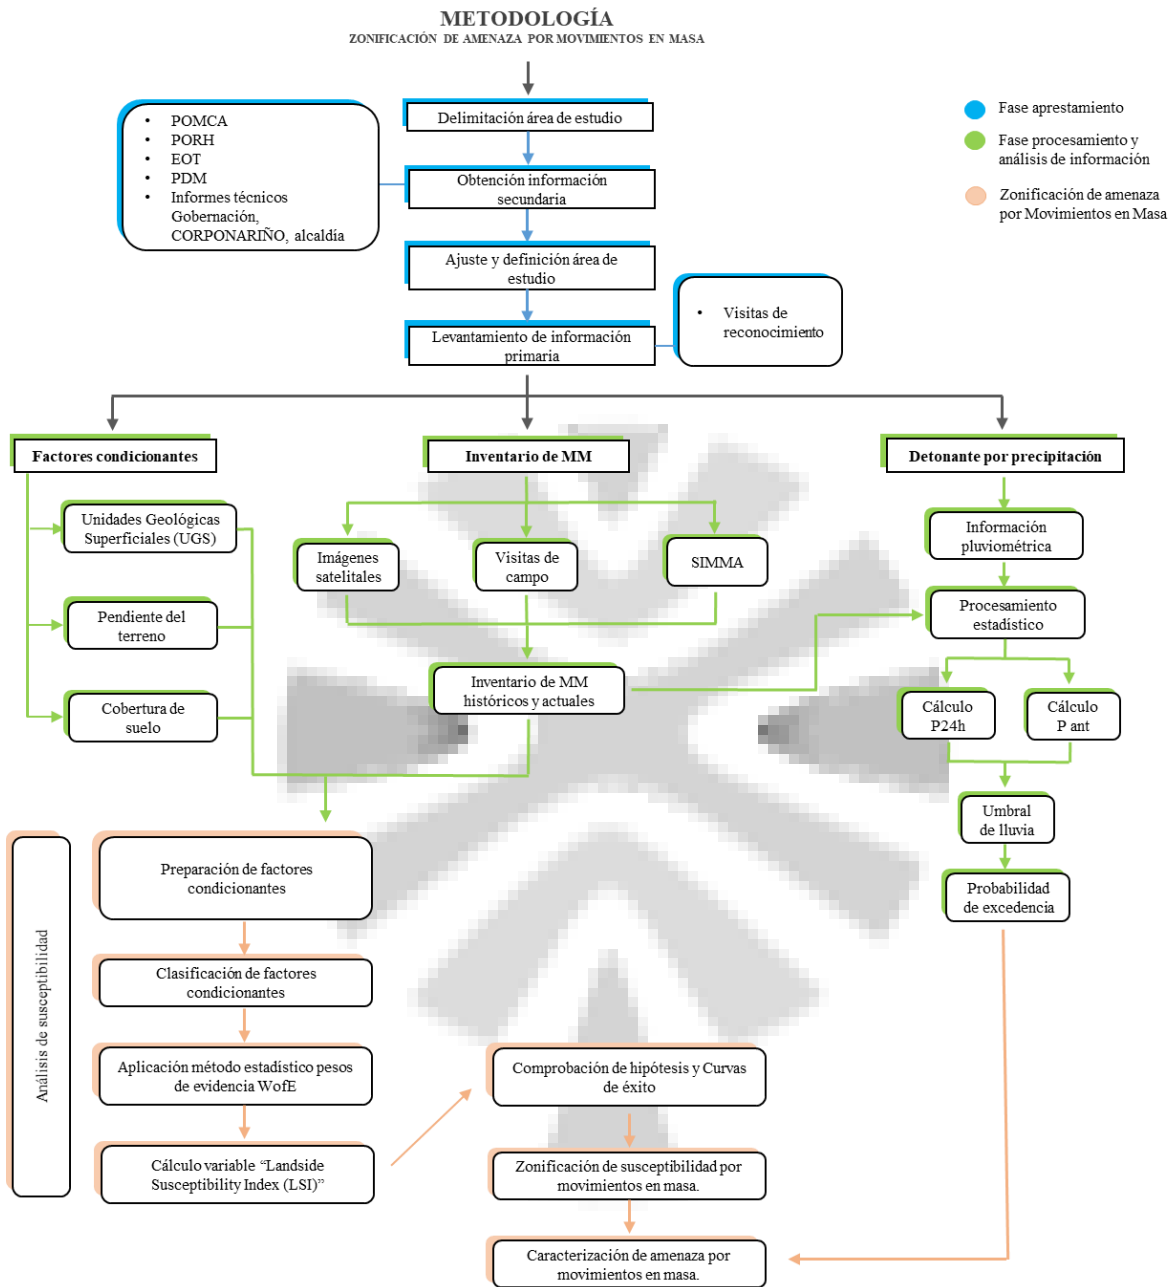 METODOLOGÍA
ZONIFICACIÓN DE AMENAZA POR MOVIMIENTOS EN MASA
Delimitación área de estudio
• POMCA
• PORH
• EOT
• PDM
• Informes técnicos
Gobernación,
CORPONARIÑO, alcaldía
Obtención información
secundaria
Ajuste y definición área de
estudio
Levantamiento de información
primaria
• Visitas de
reconocimiento
Fase aprestamiento
Fase procesamiento y
análisis de información
Zonificación de amenaza
por Movimientos en Masa
Factores condicionantes
Unidades Geológicas
Superficiales (UGS)
Pendiente del
terreno
Cobertura de
suelo
Inventario de MM
Imágenes
satelitales
Visitas de
campo
SIMMA
Inventario de MM
históricos y actuales
Detonante por precipitación
Información
pluviométrica
Procesamiento
estadístico
Cálculo
P24h
Cálculo
P ant
Umbral
de lluvia
Probabilidad
de excedencia
Análisis de susceptibilidad
Preparación de factores
condicionantes
Clasificación de factores
condicionantes
Aplicación método estadístico pesos
de evidencia WofE
Cálculo variable “Landside
Susceptibility Index (LSI)”
Comprobación de hipótesis y Curvas
de éxito
Zonificación de susceptibilidad por
movimientos en masa.
Caracterización de amenaza por
movimientos en masa.